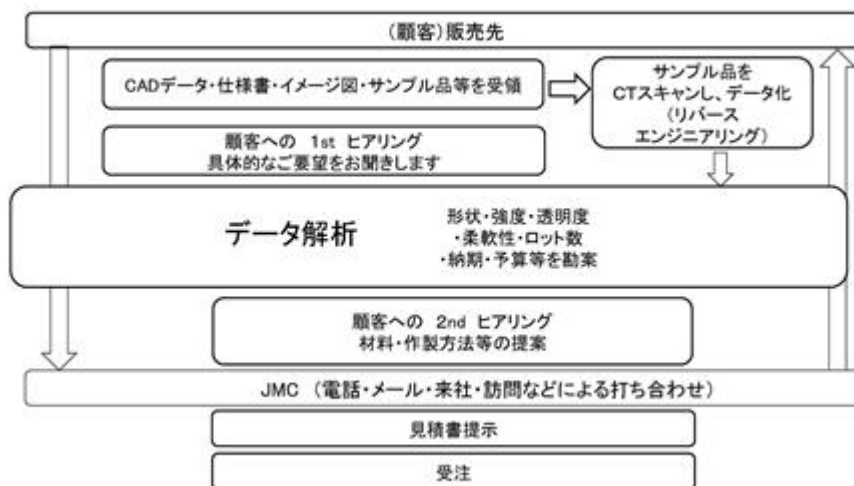 (顧客)販売先
CADデータ・仕様書・イメージ図・サンプル品等を受領
サンプル品を
CTスキャンし、データ化
(リバース
エンジニアリング)
顧客への 1st ヒアリング
具体的なご要望をお聞きします
データ解析
形状・強度・透明度
・柔軟性・ロット数
・納期・予算等を勘案
顧客への 2nd ヒアリング
材料・作製方法等の提案
JMC (電話・メール・来社・訪問などによる打ち合わせ)
見積書提示
受注